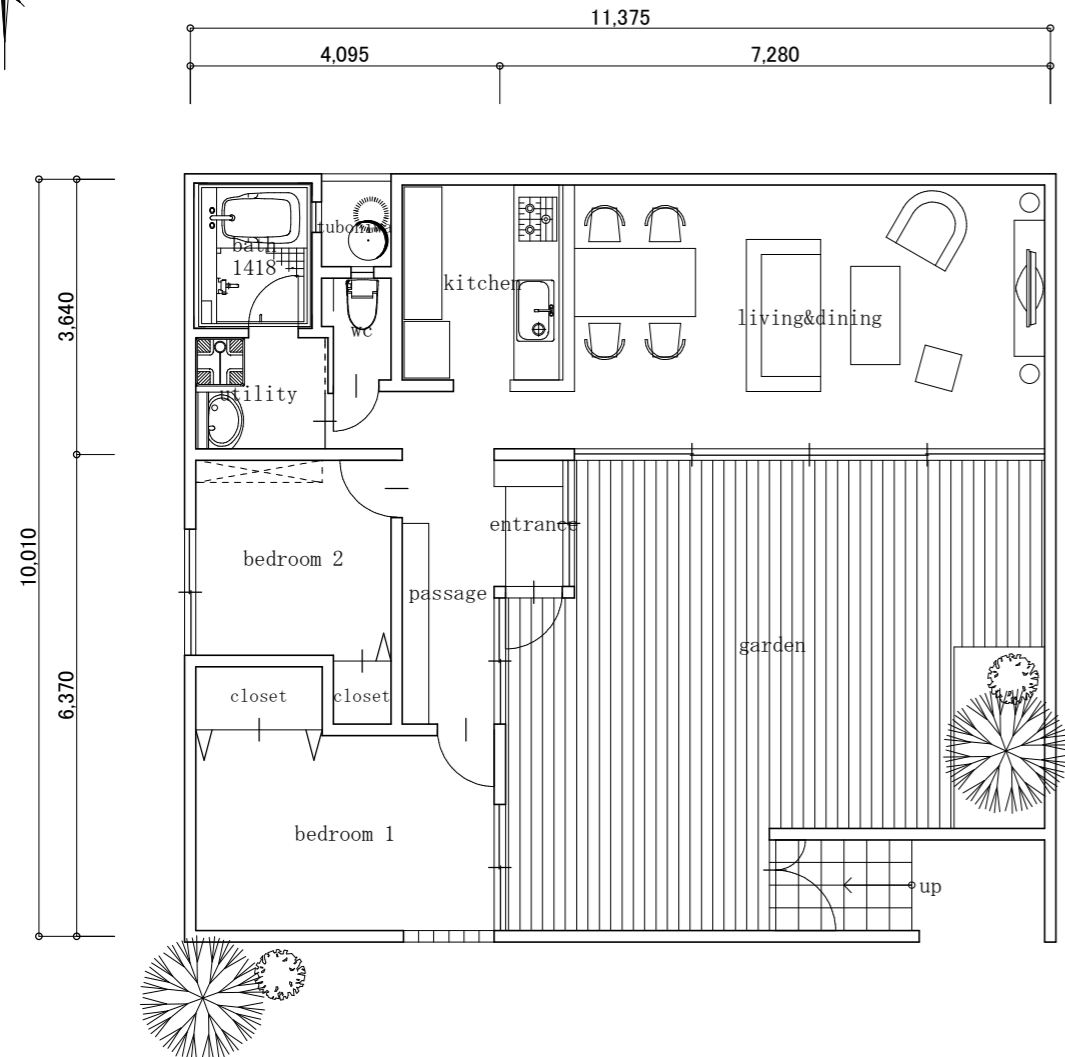 11,375
4,095
7,280
10,010
3,640
6,370
bath
1418
tuboniwa
kitchen
wc
living&dining
utility
entrance
bedroom 2
passage
garden
closet
closet
bedroom 1
up